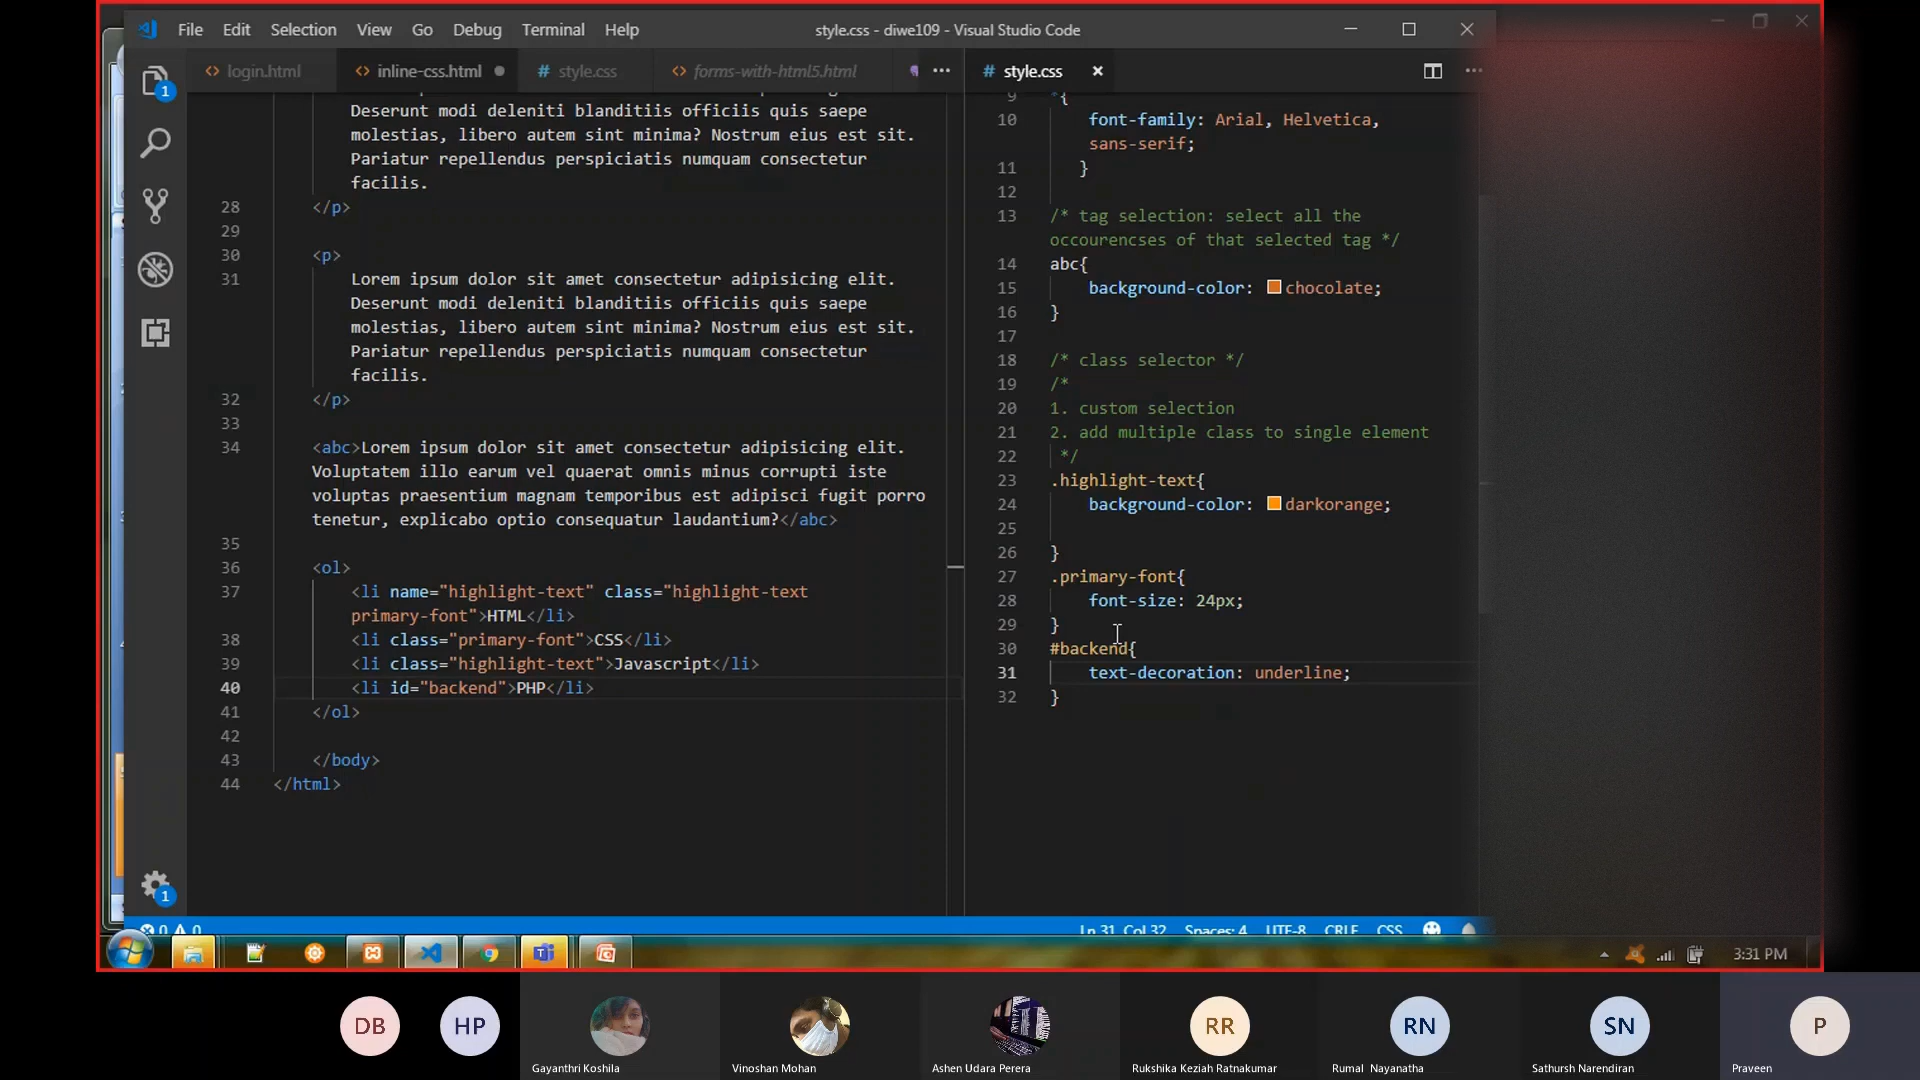 File Edit Selection View Go Debug Terminal Help
style.css - diwe109 - Visual Studio Code
login.html
inline-css.html
style.css
forms-with-html5.html
style.css
1
1
Deserunt modi deleniti blanditiis officiis quis saepe
molestias, libero autem sint minima? Nostrum eius est sit.
Pariatur repellendus perspiciatis numquam consectetur
facilis.
28 </p>
29
30 <p>
31 Lorem ipsum dolor sit amet consectetur adipisicing elit.
Deserunt modi deleniti blanditiis officiis quis saepe
molestias, libero autem sint minima? Nostrum eius est sit.
Pariatur repellendus perspiciatis numquam consectetur
facilis.
32 </p>
33
34 <abc>Lorem ipsum dolor sit amet consectetur adipisicing elit.
Voluptatem illo earum vel quaerat omnis minus corrupti iste
voluptas praesentium magnam temporibus est adipisci fugit porro
tenetur, explicabo optio consequatur laudantium?</abc>
35
36 <ol>
37 <li name="highlight-text" class="highlight-text
primary-font">HTML</li>
38 <li class="primary-font">CSS</li>
39 <li class="highlight-text">Javascript</li>
40 <li id="backend">PHP</li>
41 </ol>
42
43 </body>
44 </html>
9 *{
10 font-family: Arial, Helvetica,
sans-serif;
11 }
12
13 /* tag selection: select all the
occourencses of that selected tag */
14 abc{
15 background-color: chocolate;
16 }
17
18 /* class selector */
19 /*
20 1. custom selection
21 2. add multiple class to single element
22 */
23 .highlight-text{
24 background-color: darkorange;
25
26 }
27 .primary-font{
28 font-size: 24px;
29 }
30 #backend{
31 text-decoration: underline;
32 }
0 0
Ln 31, Col 32 Spaces: 4 UTF-8 CRLF CSS
3:31 PM
DB
HP
RR
RN
SN
P
Gayanthri Koshila
Vinoshan Mohan
Ashen Udara Perera
Rukshika Keziah Ratnakumar
Rumal Nayanatha
Sathursh Narendiran
Praveen